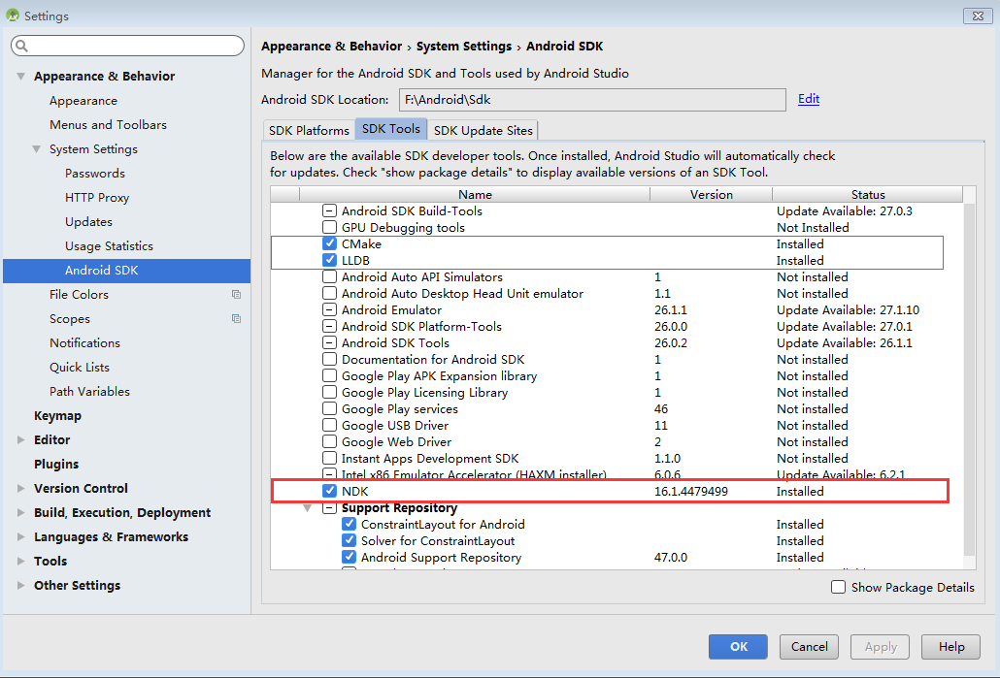 Settings
Appearance & Behavior
Appearance
Menus and Toolbars
System Settings
Passwords
HTTP Proxy
Updates
Usage Statistics
Android SDK
File Colors
Scopes
Notifications
Quick Lists
Path Variables
Keymap
Editor
Plugins
Version Control
Build, Execution, Deployment
Languages & Frameworks
Tools
Other Settings
Appearance & Behavior › System Settings › Android SDK
Manager for the Android SDK and Tools used by Android Studio
Android SDK Location: F:\Android\Sdk Edit
SDK Platforms SDK Tools SDK Update Sites
Below are the available SDK developer tools. Once installed, Android Studio will automatically check
for updates. Check "show package details" to display available versions of an SDK Tool.
Name Version Status
Android SDK Build-Tools Update Available: 27.0.3
GPU Debugging tools Not Installed
CMake Installed
LLDB Installed
Android Auto API Simulators 1 Not installed
Android Auto Desktop Head Unit emulator 1.1 Not installed
Android Emulator 26.1.1 Update Available: 27.1.10
Android SDK Platform-Tools 26.0.0 Update Available: 27.0.1
Android SDK Tools 26.0.2 Update Available: 26.1.1
Documentation for Android SDK 1 Not installed
Google Play APK Expansion library 1 Not installed
Google Play Licensing Library 1 Not installed
Google Play services 46 Not installed
Google USB Driver 11 Not installed
Google Web Driver 2 Not installed
Instant Apps Development SDK 1.1.0 Not installed
Intel x86 Emulator Accelerator (HAXM installer) 6.0.6 Update Available: 6.2.1
NDK 16.1.4479499 Installed
Support Repository
ConstraintLayout for Android Installed
Solver for ConstraintLayout Installed
Android Support Repository 47.0.0 Installed
Show Package Details
OK Cancel Apply Help